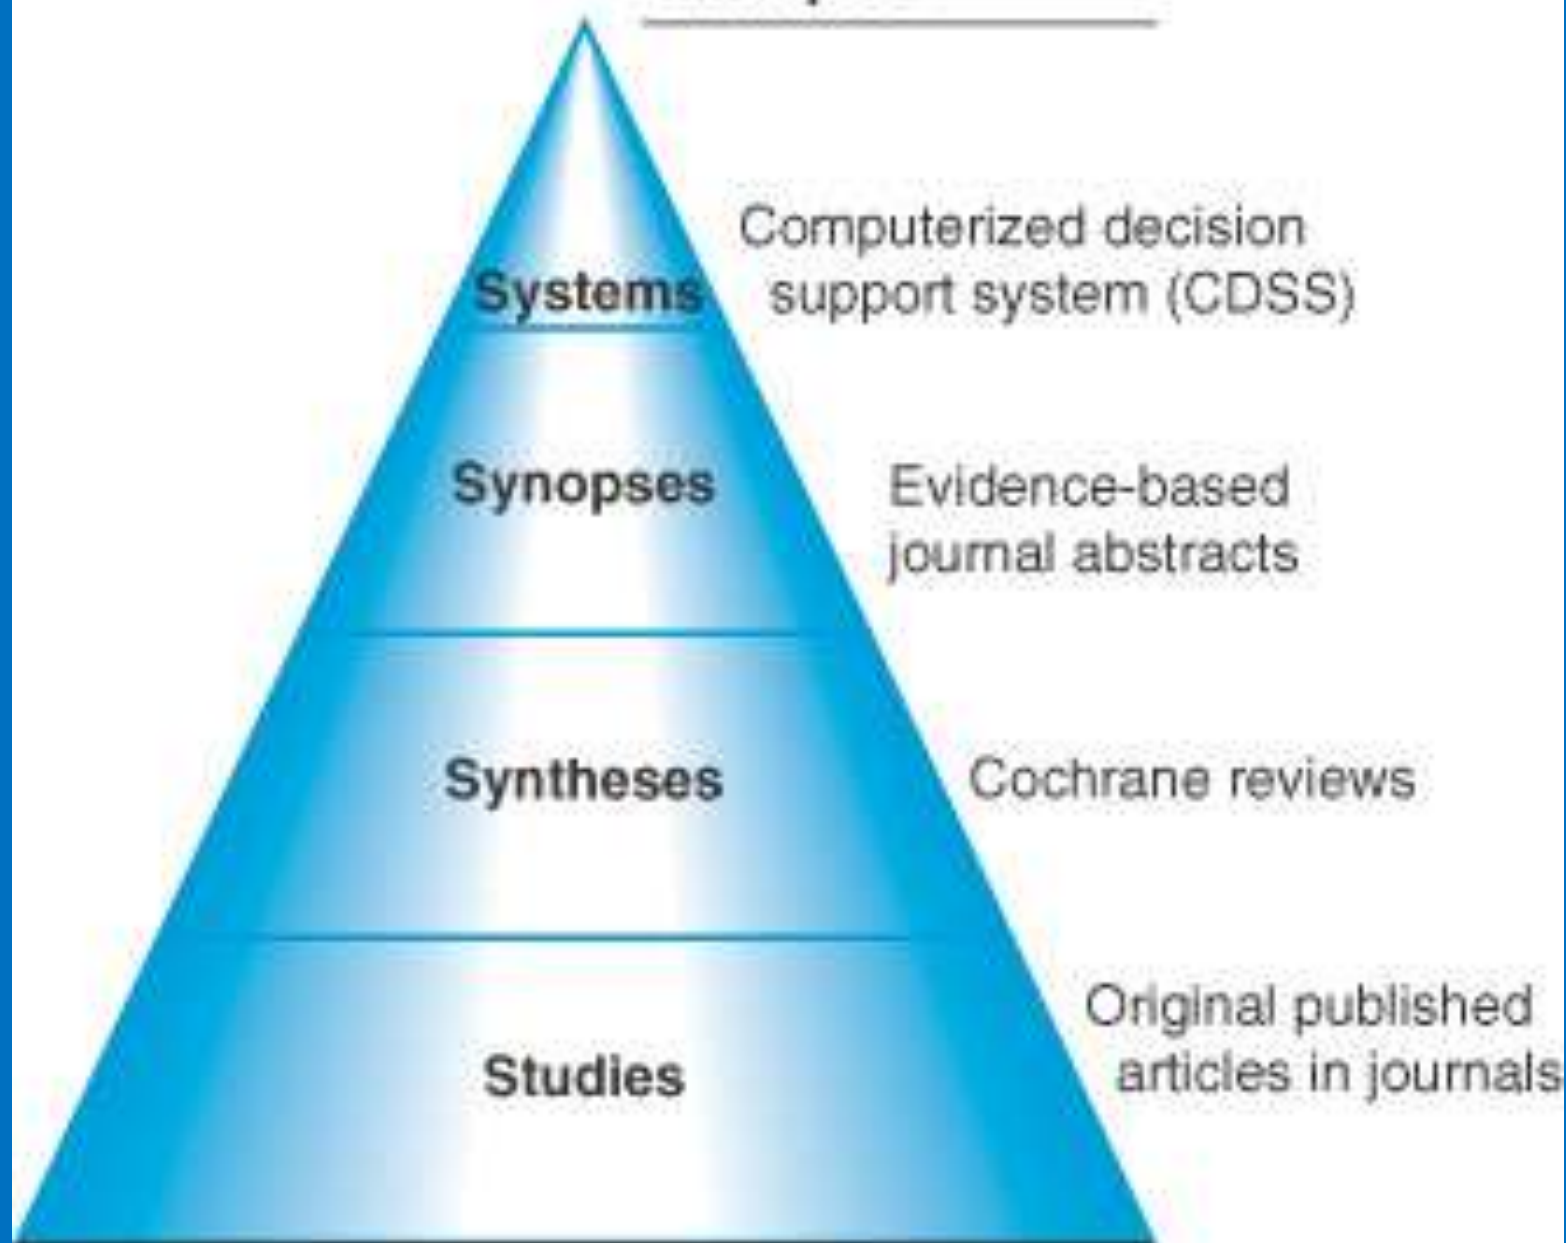 Computerized decision
Systems
support system (CDSS)
Synopses
Evidence-based
journal abstracts
Syntheses
Cochrane reviews
Original published
Studies
articles in journals